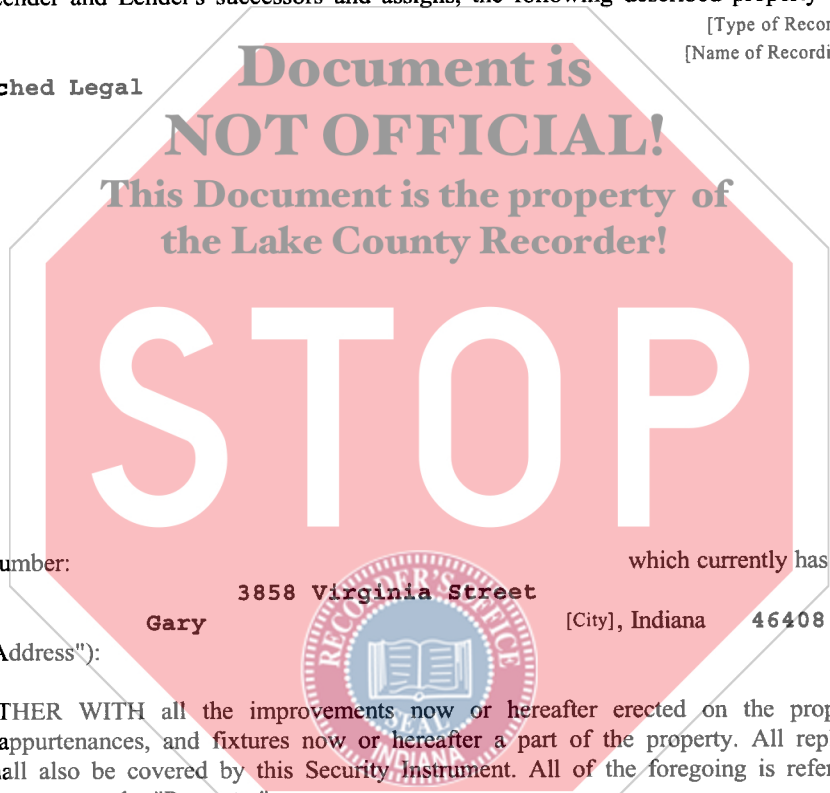 ender and Lender's successors and assigns, the following described property
[Type of Recor
[Name of Recordi
ched Legal
Document is
NOT OFFICIAL!
This Document is the property of
the Lake County Recorder!
STOP
umber: which currently has
3858 Virginia Street
Gary [City], Indiana 46408
Address"):
RECORDER'S OFFICE
SEAL
INDIANA
THER WITH all the improvements now or hereafter erected on the prop
appurtenances, and fixtures now or hereafter a part of the property. All repl
all also be covered by this Security Instrument. All of the foregoing is refer